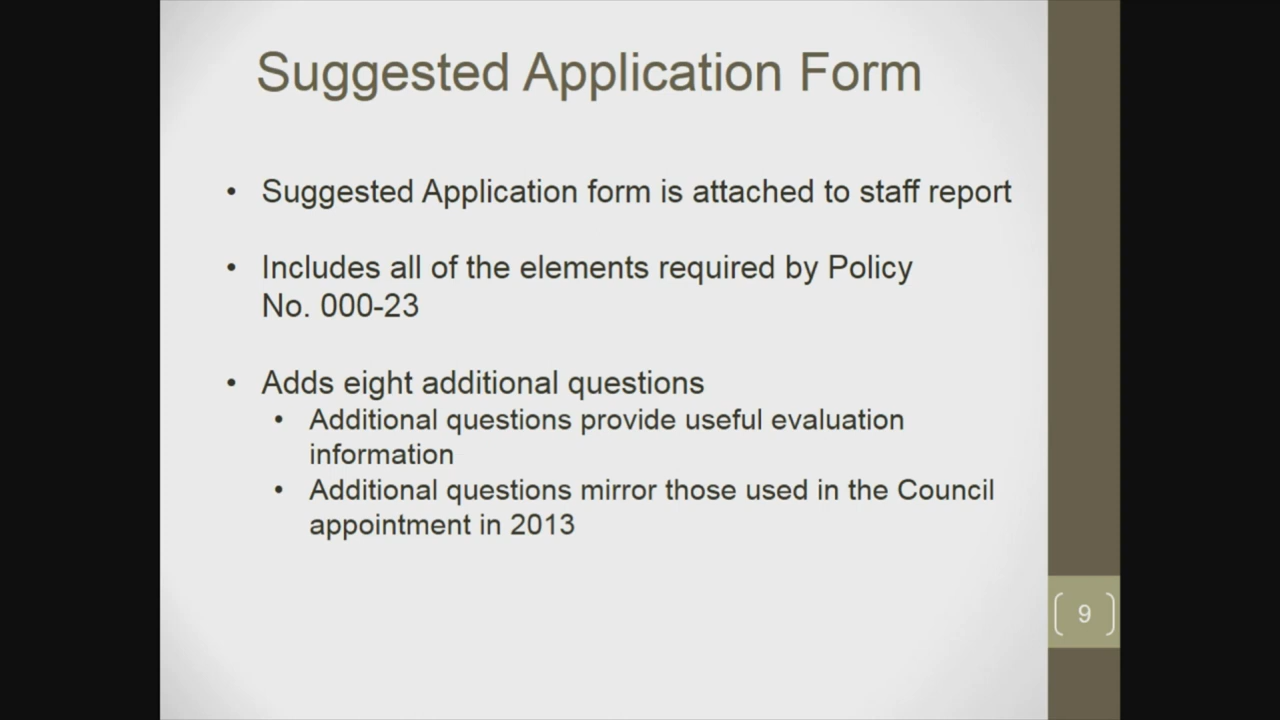 Suggested Application Form
• Suggested Application form is attached to staff report
• Includes all of the elements required by Policy
No. 000-23
• Adds eight additional questions
• Additional questions provide useful evaluation
information
• Additional questions mirror those used in the Council
appointment in 2013
9